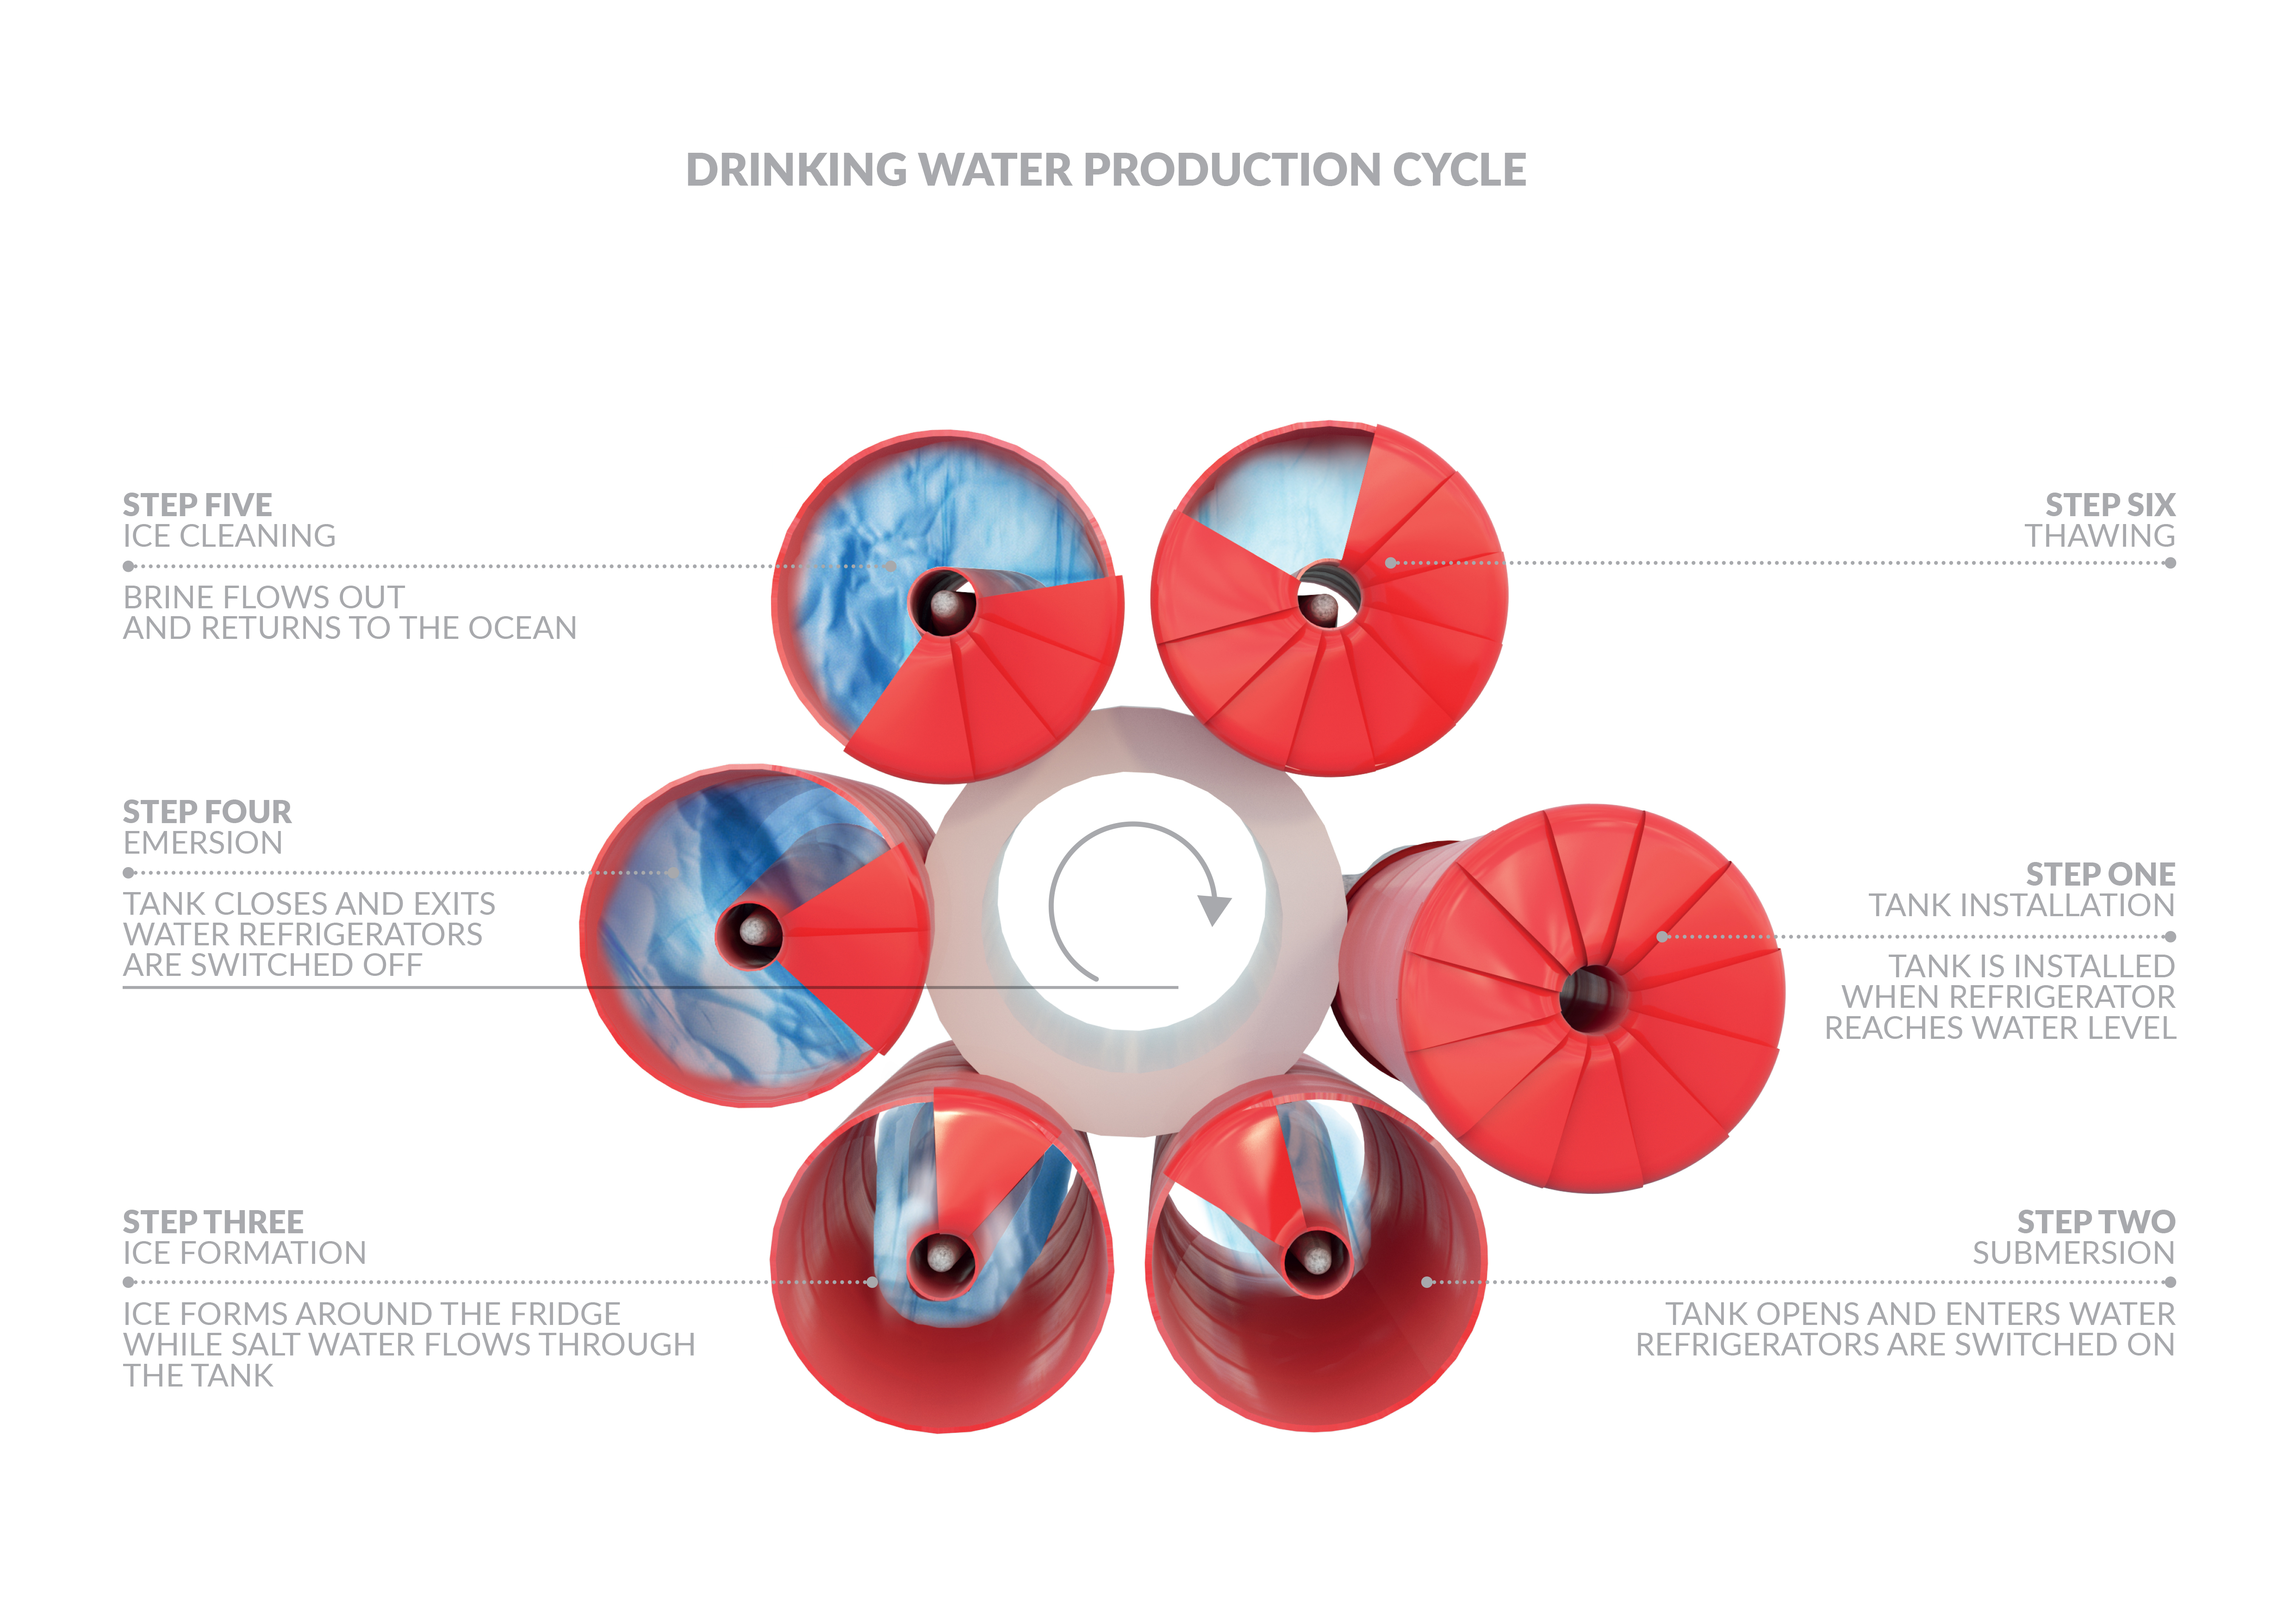 DRINKING WATER PRODUCTION CYCLE
STEP FIVE
ICE CLEANING
BRINE FLOWS OUT
AND RETURNS TO THE OCEAN
STEP SIX
THAWING
STEP FOUR
EMERSION
TANK CLOSES AND EXITS
WATER REFRIGERATORS
ARE SWITCHED OFF
STEP ONE
TANK INSTALLATION
TANK IS INSTALLED
WHEN REFRIGERATOR
REACHES WATER LEVEL
STEP THREE
ICE FORMATION
ICE FORMS AROUND THE FRIDGE
WHILE SALT WATER FLOWS THROUGH
THE TANK
STEP TWO
SUBMERSION
TANK OPENS AND ENTERS WATER
REFRIGERATORS ARE SWITCHED ON